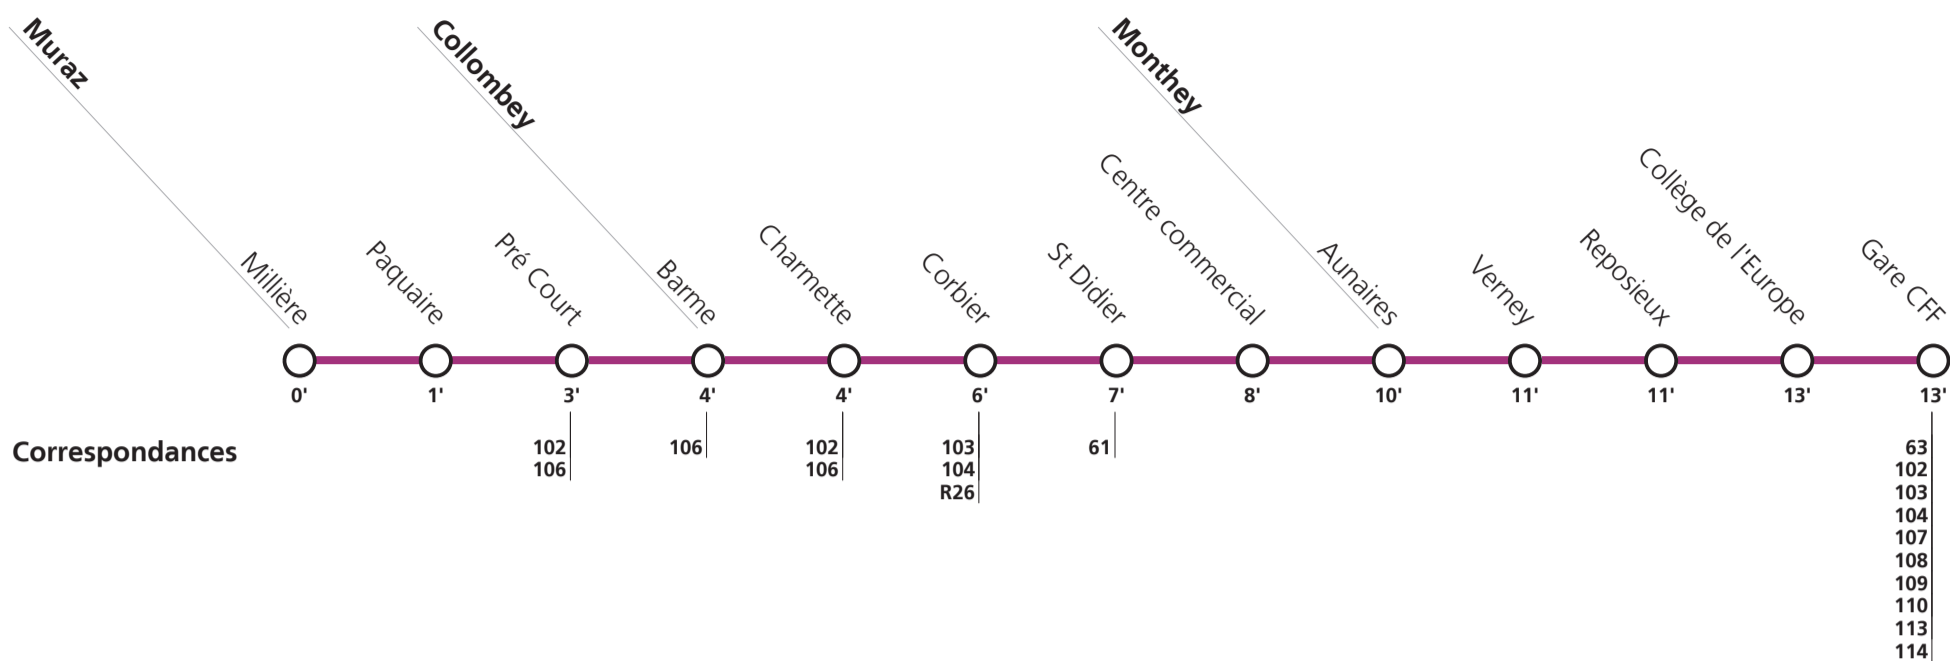 Muraz
Collombey
Monthey
Millière
Paquaire
Pré Court
Barme
Charmette
Corbier
St Didier
Centre commercial
Aunaires
Verney
Reposieux
Collège de l'Europe
Gare CFF
0' 1' 3' 4' 4' 6' 7' 8' 10' 11' 11' 13' 13'
Correspondances
102
106
106
102
106
103
104
R26
61
63
102
103
104
107
108
109
110
113
114